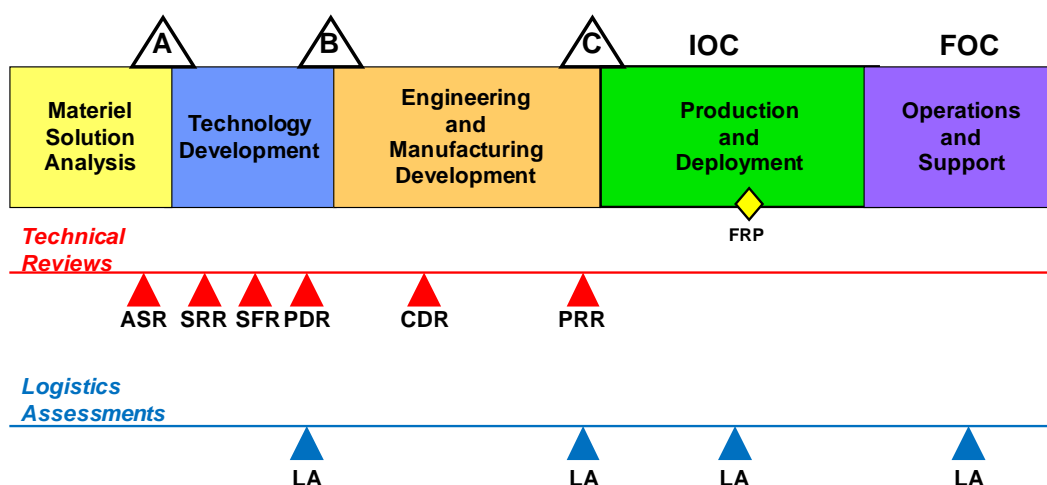 A
B
C
IOC
FOC
Materiel
Solution
Analysis
Technology
Development
Engineering
and
Manufacturing
Development
Production
and
Deployment
Operations
and
Support
FRP
Technical
Reviews
ASR
SRR
SFR
PDR
CDR
PRR
Logistics
Assessments
LA
LA
LA
LA